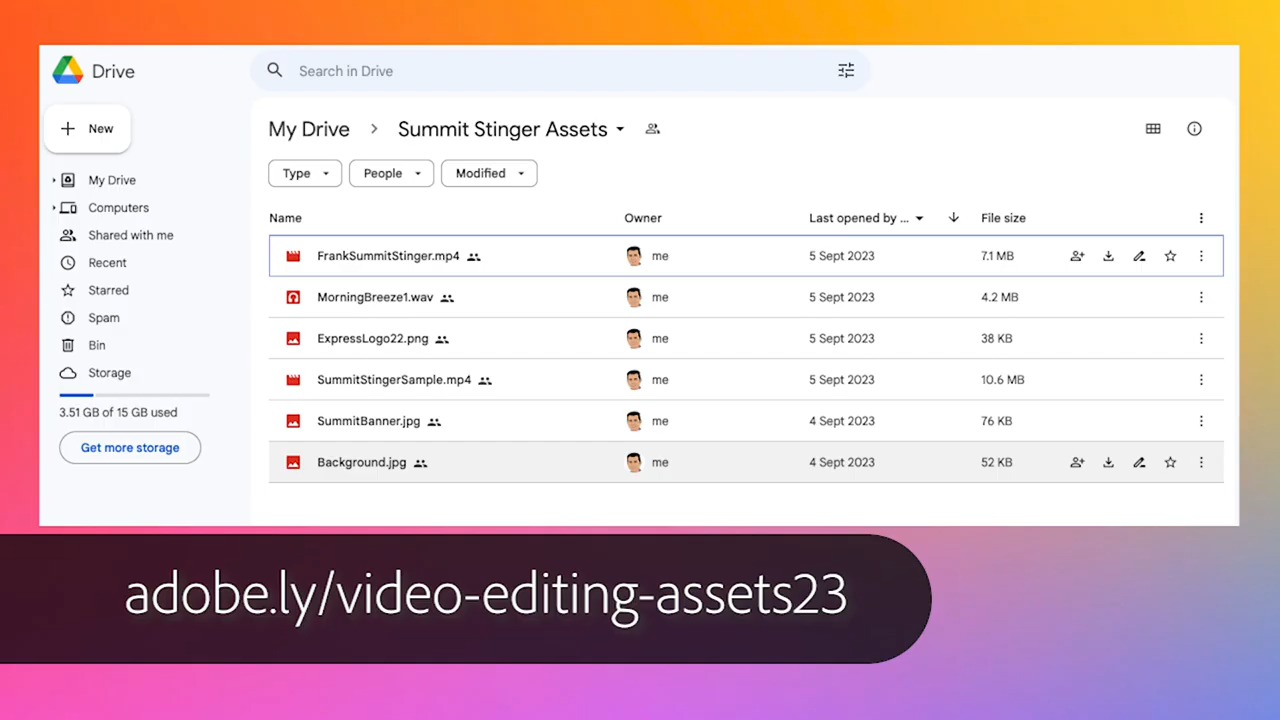 Drive
Search in Drive
New
My Drive
Computers
Shared with me
Recent
Starred
Spam
Bin
Storage
3.51 GB of 15 GB used
Get more storage
My Drive > Summit Stinger Assets
Type People Modified
Name Owner Last opened by ... File size
FrankSummitStinger.mp4 me 5 Sept 2023 7.1 MB
MorningBreeze1.wav me 5 Sept 2023 4.2 MB
ExpressLogo22.png me 5 Sept 2023 38 KB
SummitStingerSample.mp4 me 5 Sept 2023 10.6 MB
SummitBanner.jpg me 4 Sept 2023 76 KB
Background.jpg me 4 Sept 2023 52 KB
adobe.ly/video-editing-assets23